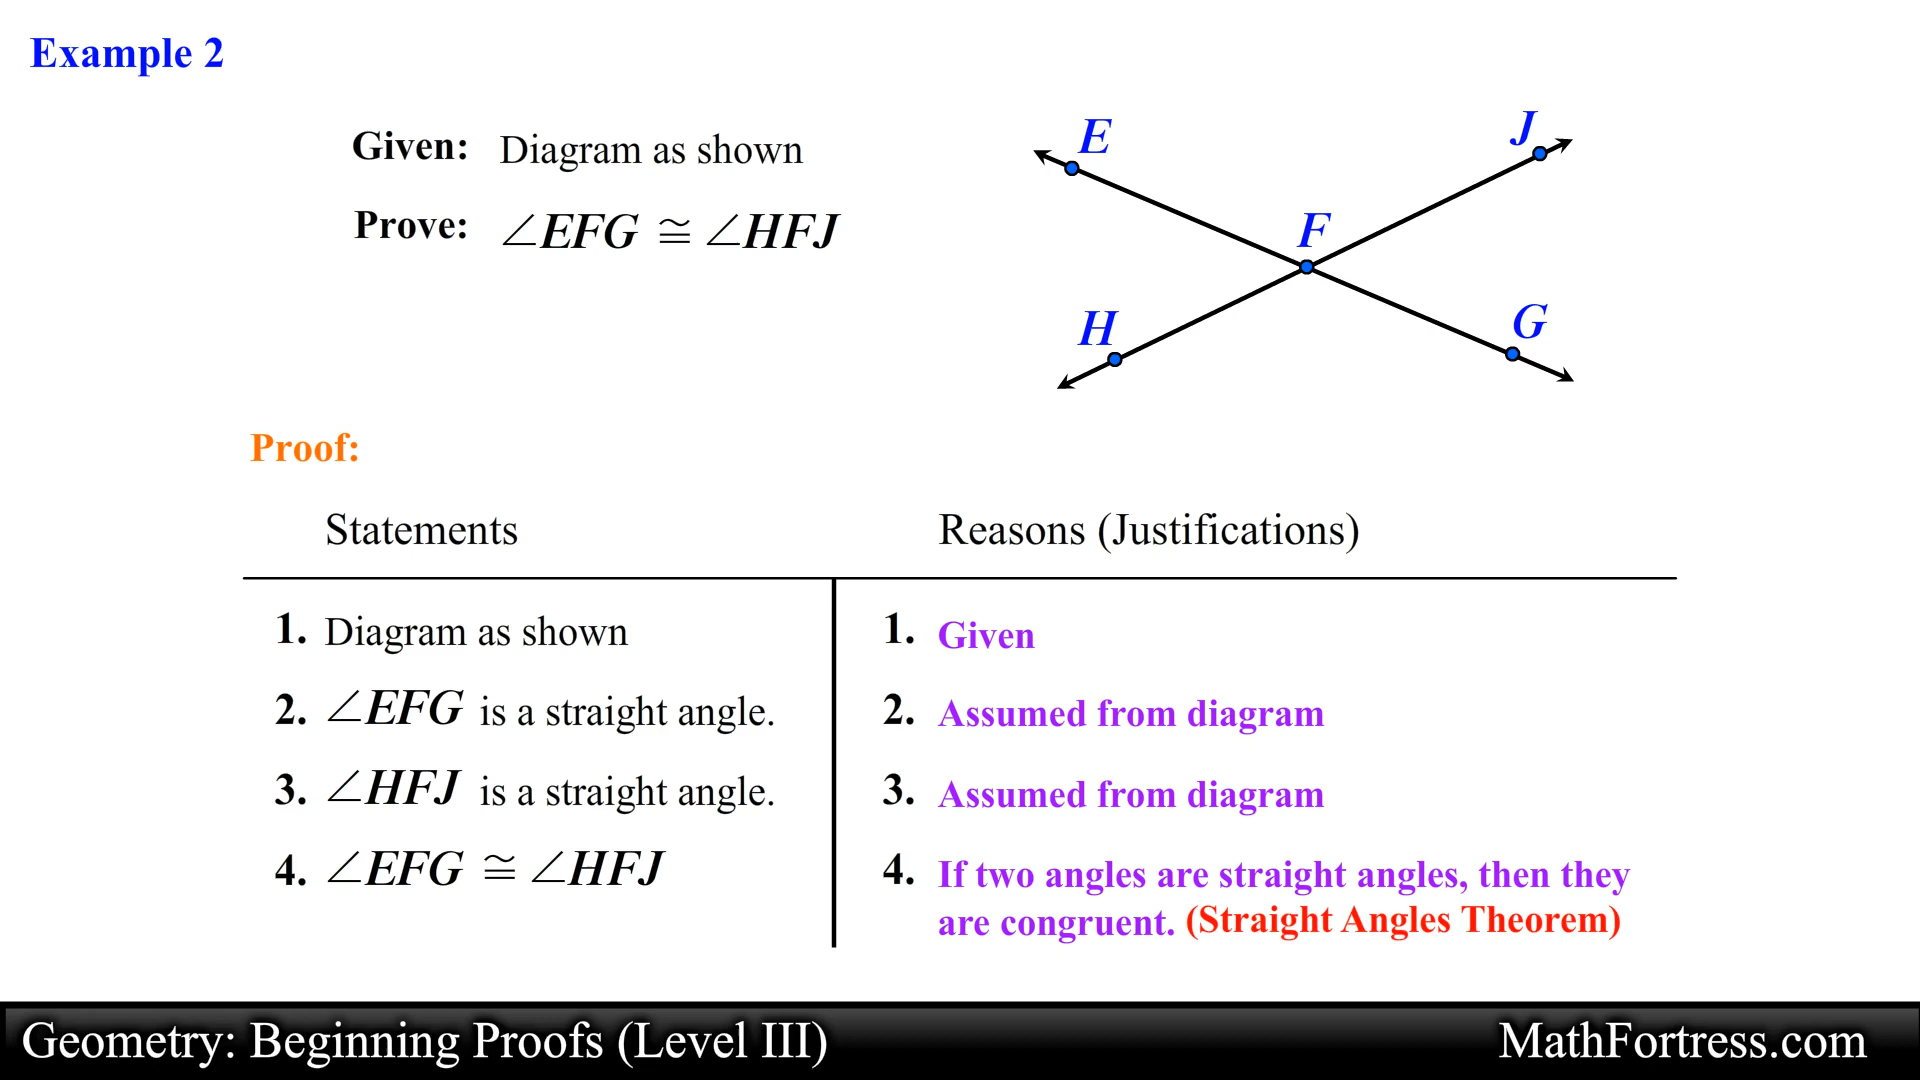 Example 2
Given: Diagram as shown
Prove: ∠EFG ≅ ∠HFJ
E
J
F
H
G
Proof:
Statements
Reasons (Justifications)
1. Diagram as shown
1. Given
2. ∠EFG is a straight angle.
2. Assumed from diagram
3. ∠HFJ is a straight angle.
3. Assumed from diagram
4. ∠EFG ≅ ∠HFJ
4. If two angles are straight angles, then they
are congruent. (Straight Angles Theorem)
Geometry: Beginning Proofs (Level III)
MathFortress.com